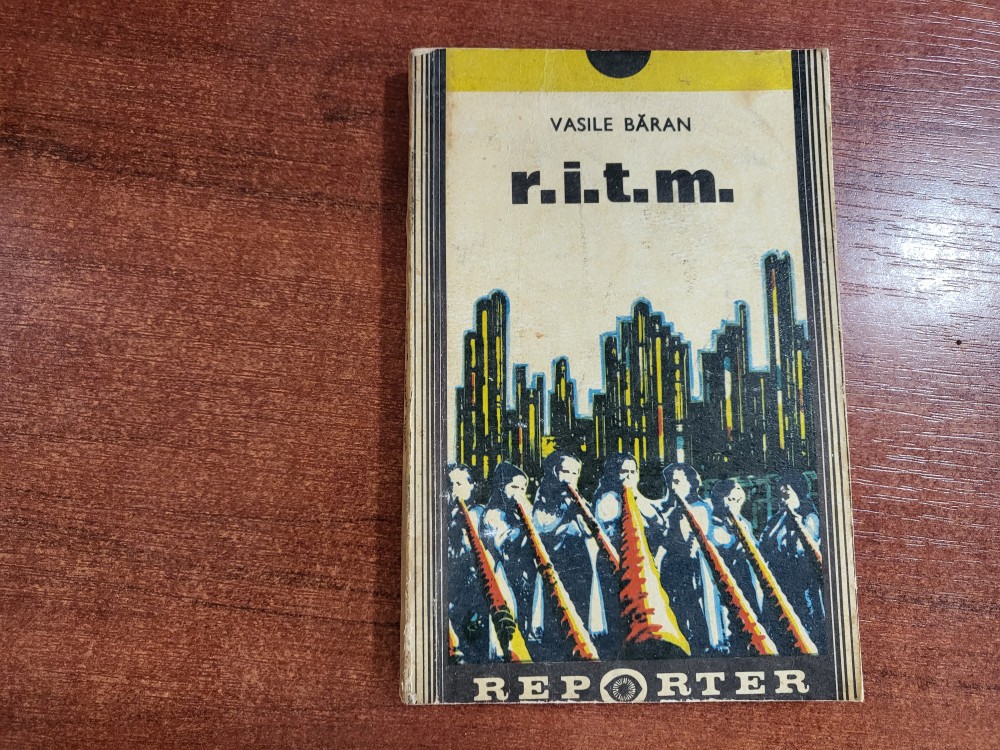 VASILE BĂRAN
r.i.t.m.
REPORTER